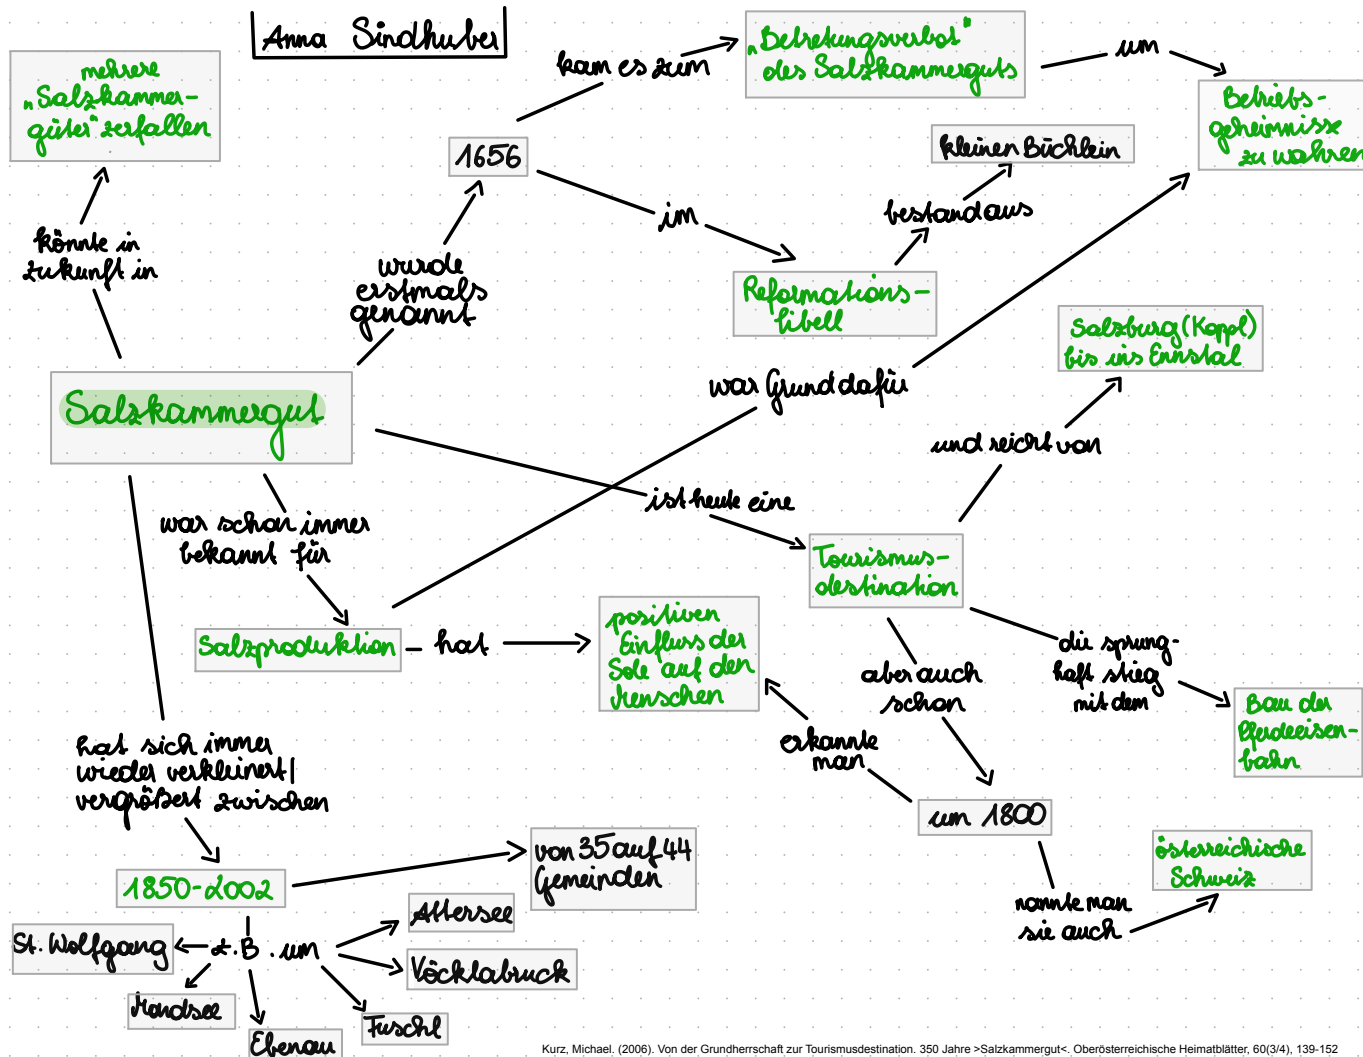 Anna Sindhuber
mehrere
„Salzkammer-
güter" zerfallen
könnte in
zukunft in
Salzkammergut
wurde
erstmals
genannt
1656
kam es zum
„Betretungsverbot"
des Salzkammerguts
um
Betriebs-
geheimnisse
zu wahren
im
Reformations-
libell
bestand aus
kleinen Büchlein
war Grund dafür
ist heute eine
Tourismus-
destination
und reicht von
Salzburg (Koppl)
bis ins Ennstal
die sprung-
haft stieg
mit dem
Bau der
Pferdeeisen-
bahn
aber auch
schon
um 1800
erkannte
man
nannte man
sie auch
österreichische
Schweiz
war schon immer
bekannt für
Salzproduktion – hat
positiven
Einfluss der
Sole auf den
Menschen
hat sich immer
wieder verkleinert/
vergrößert zwischen
1850-2002
von 35 auf 44
Gemeinden
z.B. um
St. Wolfgang
Mondsee
Ebenau
Fuschl
Vöcklabruck
Attersee
Kurz, Michael. (2006). Von der Grundherrschaft zur Tourismusdestination. 350 Jahre >Salzkammergut<. Oberösterreichische Heimatblätter, 60(3/4), 139-152